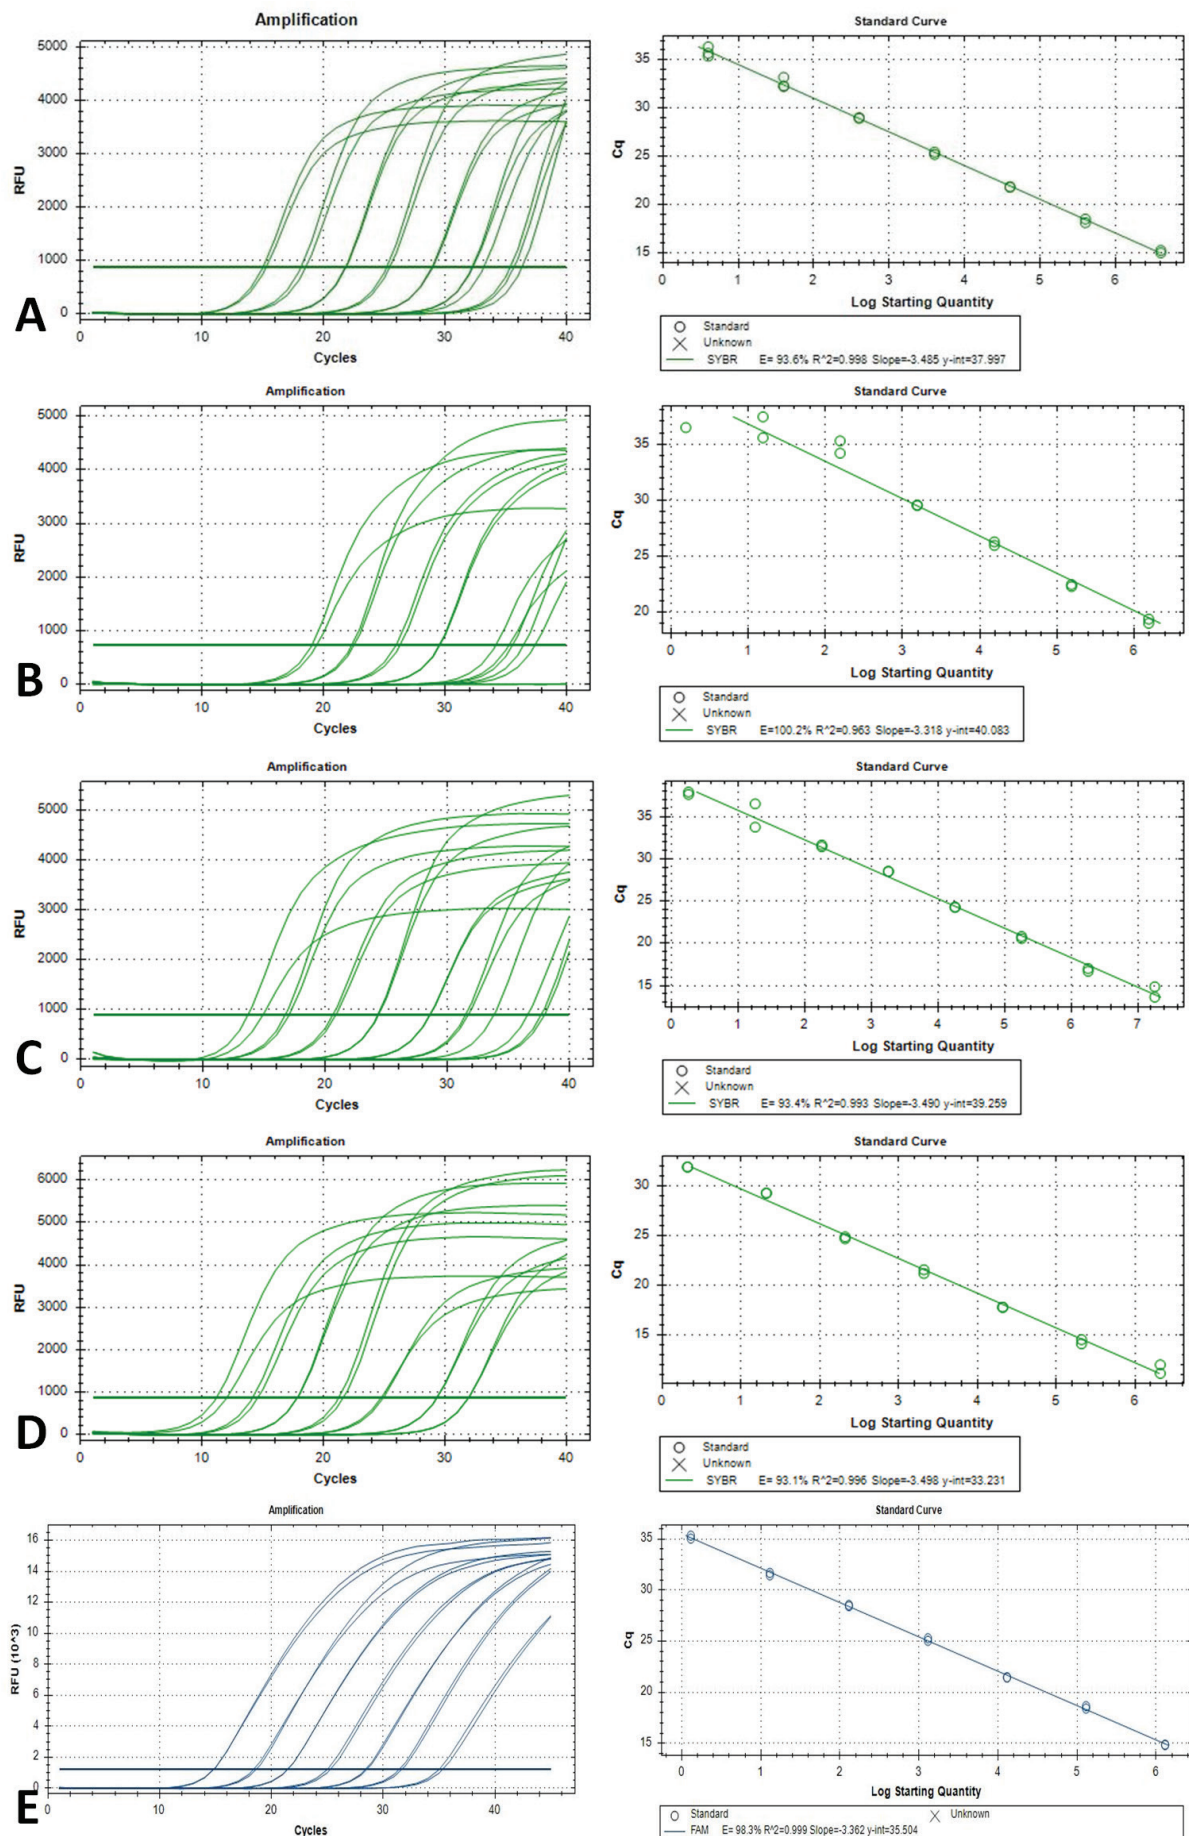 Amplification
5000
4000
3000
2000
1000
0
RFU
0 10 20 30 40
Cycles
A
Standard Curve
35
30
25
20
15
Cq
0 1 2 3 4 5 6
Log Starting Quantity
Standard
Unknown
SYBR E= 93.6% R^2=0.998 Slope=-3.485 y-int=37.997
Amplification
5000
4000
3000
2000
1000
0
RFU
0 10 20 30 40
Cycles
B
Standard Curve
35
30
25
20
Cq
0 1 2 3 4 5 6
Log Starting Quantity
Standard
Unknown
SYBR E=100.2% R^2=0.963 Slope=-3.318 y-int=40.083
Amplification
5000
4000
3000
2000
1000
0
RFU
0 10 20 30 40
Cycles
C
Standard Curve
35
30
25
20
15
Cq
0 1 2 3 4 5 6 7
Log Starting Quantity
Standard
Unknown
SYBR E= 93.4% R^2=0.993 Slope=-3.490 y-int=39.259
Amplification
6000
5000
4000
3000
2000
1000
0
RFU
0 10 20 30 40
Cycles
D
Standard Curve
30
25
20
15
Cq
0 1 2 3 4 5 6
Log Starting Quantity
Standard
Unknown
SYBR E= 93.1% R^2=0.996 Slope=-3.498 y-int=33.231
Amplification
16
14
12
10
8
6
4
2
0
RFU (10^3)
0 10 20 30 40
Cycles
E
Standard Curve
35
30
25
20
15
Cq
0 1 2 3 4 5 6
Log Starting Quantity
Standard Unknown
FAM E= 98.3% R^2=0.999 Slope=-3.362 y-int=35.504